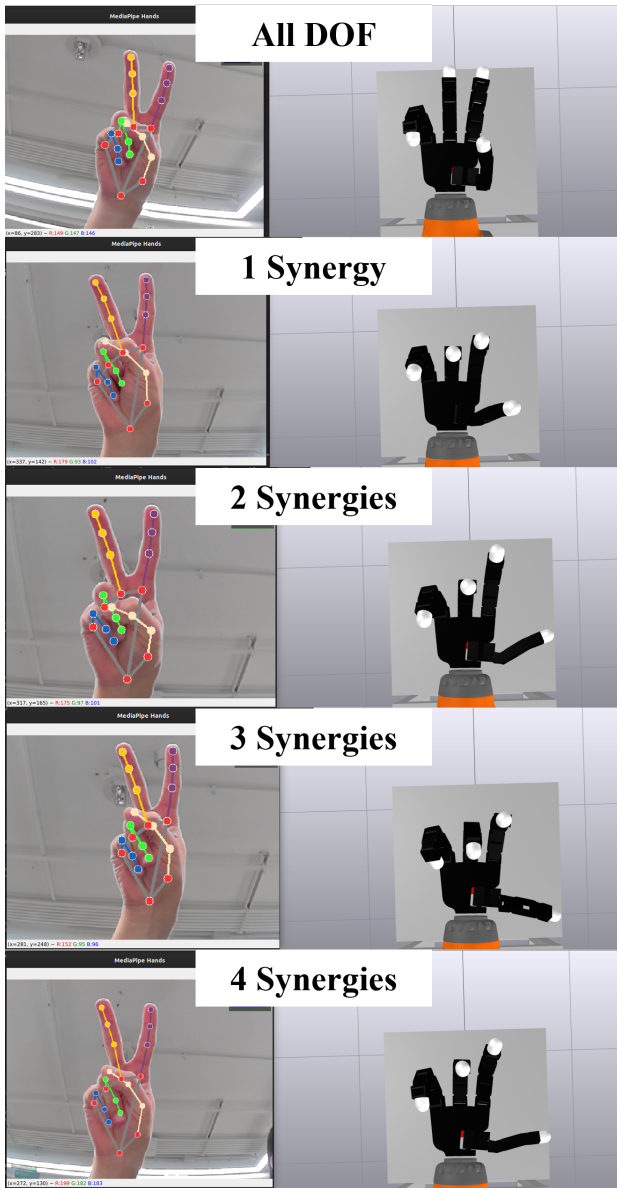 MediaPipe Hands
All DOF
(x=86, y=283) ~ R:149 G:147 B:146
MediaPipe Hands
1 Synergy
(x=337, y=142) ~ R:179 G:93 B:102
MediaPipe Hands
2 Synergies
(x=317, y=165) ~ R:175 G:97 B:101
MediaPipe Hands
3 Synergies
(x=281, y=248) ~ R:152 G:95 B:96
MediaPipe Hands
4 Synergies
(x=272, y=130) ~ R:199 G:182 B:183